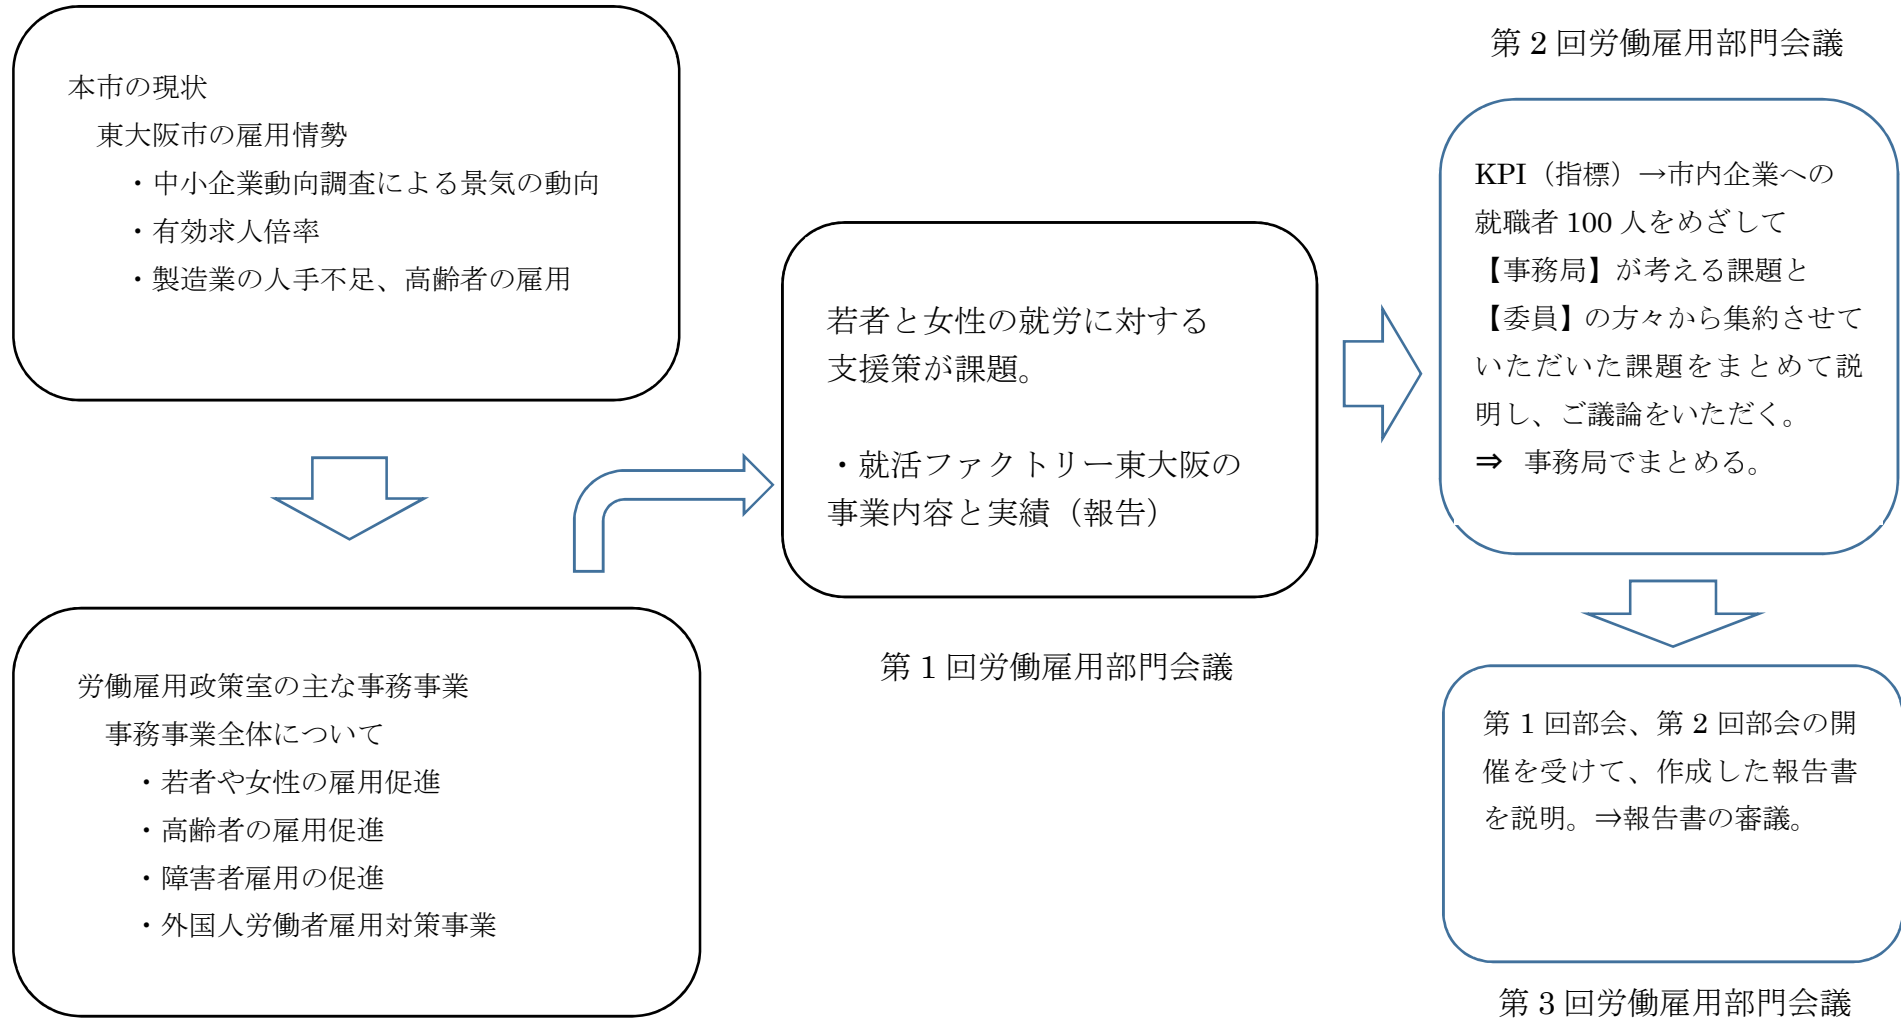 本市の現状
東大阪市の雇用情勢
・中小企業動向調査による景気の動向
・有効求人倍率
・製造業の人手不足、高齢者の雇用
労働雇用政策室の主な事務事業
事務事業全体について
・若者や女性の雇用促進
・高齢者の雇用促進
・障害者雇用の促進
・外国人労働者雇用対策事業
若者と女性の就労に対する
支援策が課題。
・就活ファクトリー東大阪の
事業内容と実績（報告）
第 1 回労働雇用部門会議
第 2 回労働雇用部門会議
KPI（指標）→市内企業への
就職者 100 人をめざして
【事務局】が考える課題と
【委員】の方々から集約させて
いただいた課題をまとめて説
明し、ご議論をいただく。
⇒ 事務局でまとめる。
第 1 回部会、第 2 回部会の開
催を受けて、作成した報告書
を説明。⇒報告書の審議。
第 3 回労働雇用部門会議